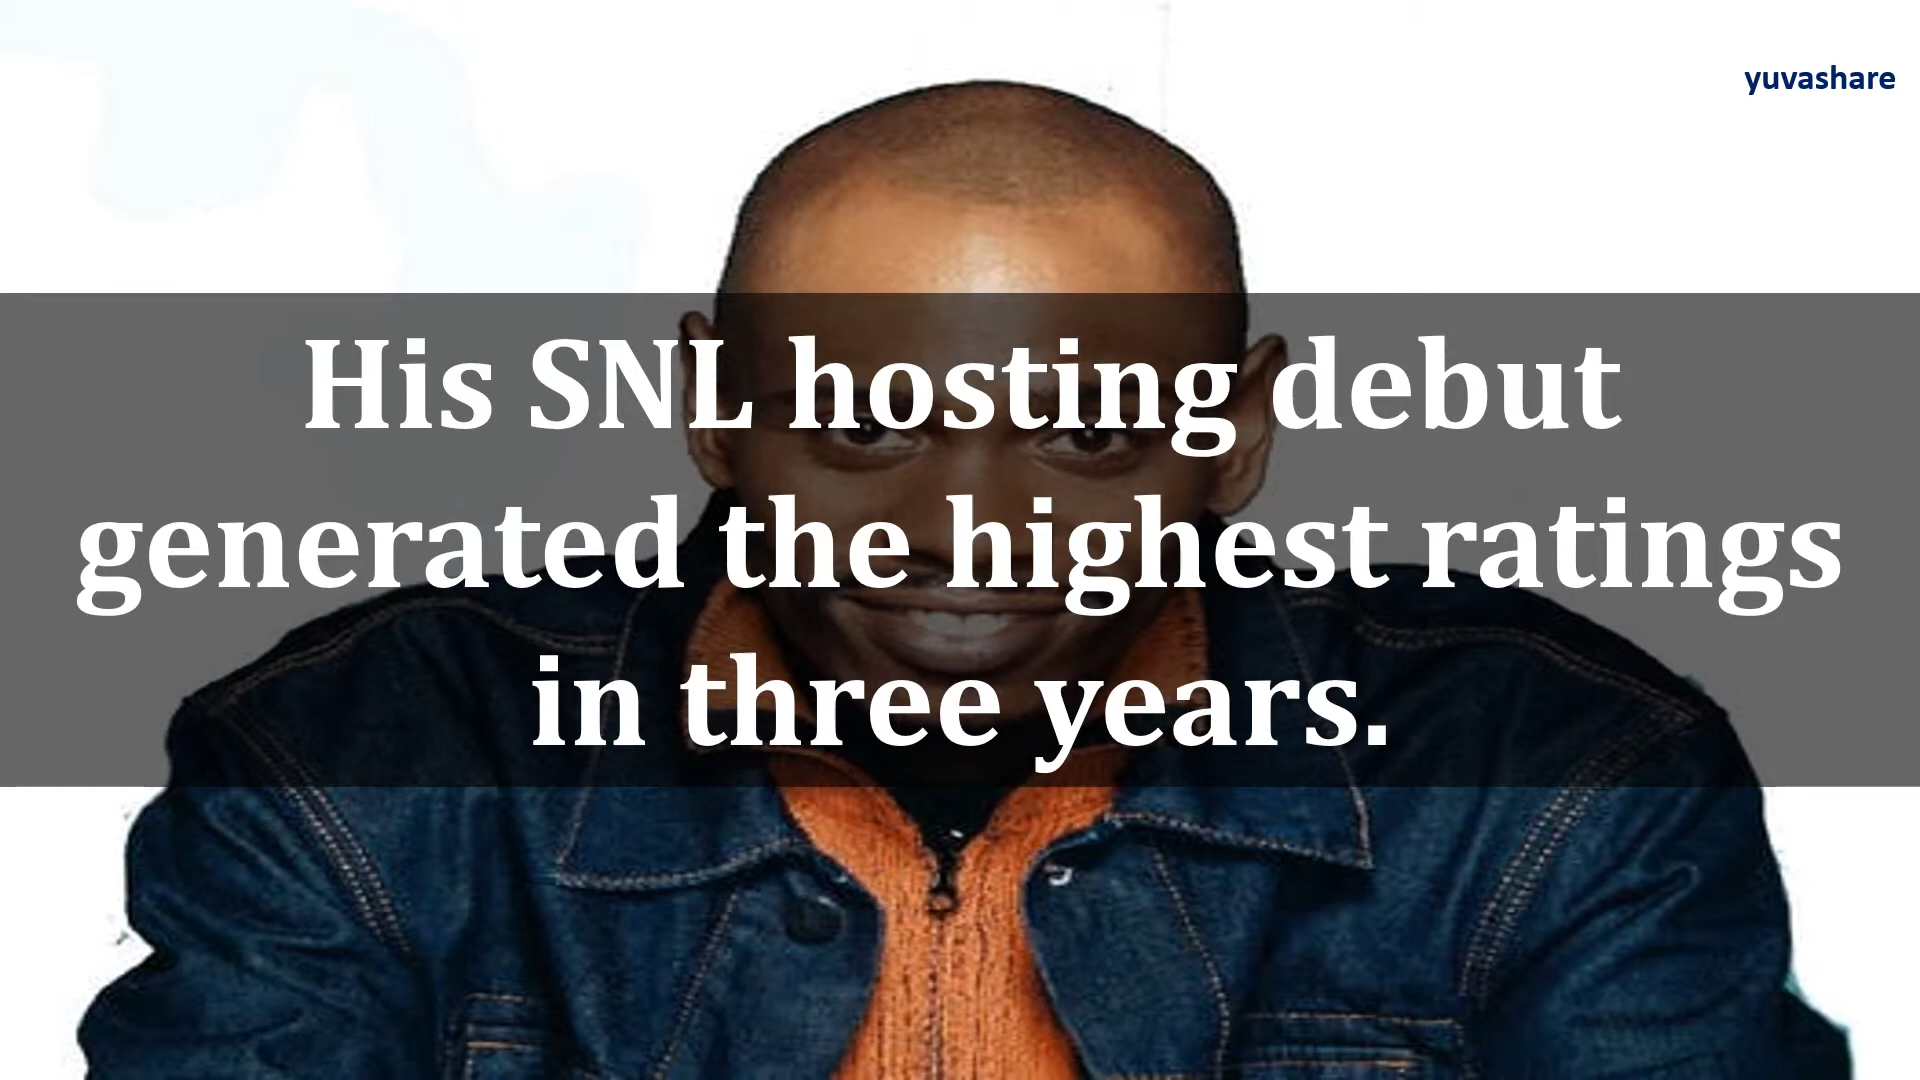 yuvashare
His SNL hosting debut
generated the highest ratings
in three years.